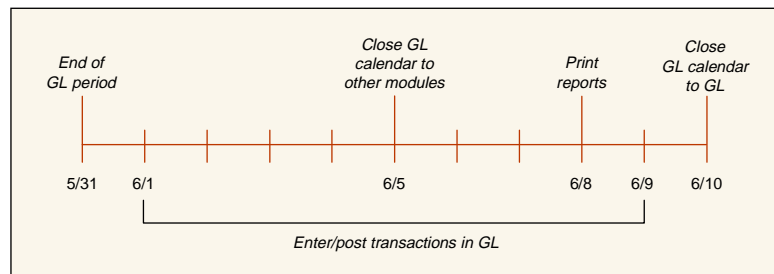 End of
GL period
Close GL
calendar to
other modules
Print
reports
Close
GL calendar
to GL
5/31
6/1
6/5
6/8
6/9
6/10
Enter/post transactions in GL